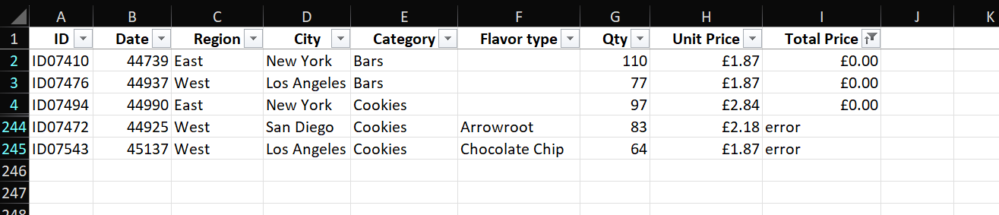 A B C D E F G H I J K
1 ID Date Region City Category Flavor type Qty Unit Price Total Price
2 ID07410 44739 East New York Bars 110 £1.87 £0.00
3 ID07476 44937 West Los Angeles Bars 77 £1.87 £0.00
4 ID07494 44990 East New York Cookies 97 £2.84 £0.00
244 ID07472 44925 West San Diego Cookies Arrowroot 83 £2.18 error
245 ID07543 45137 West Los Angeles Cookies Chocolate Chip 64 £1.87 error
246
247
248